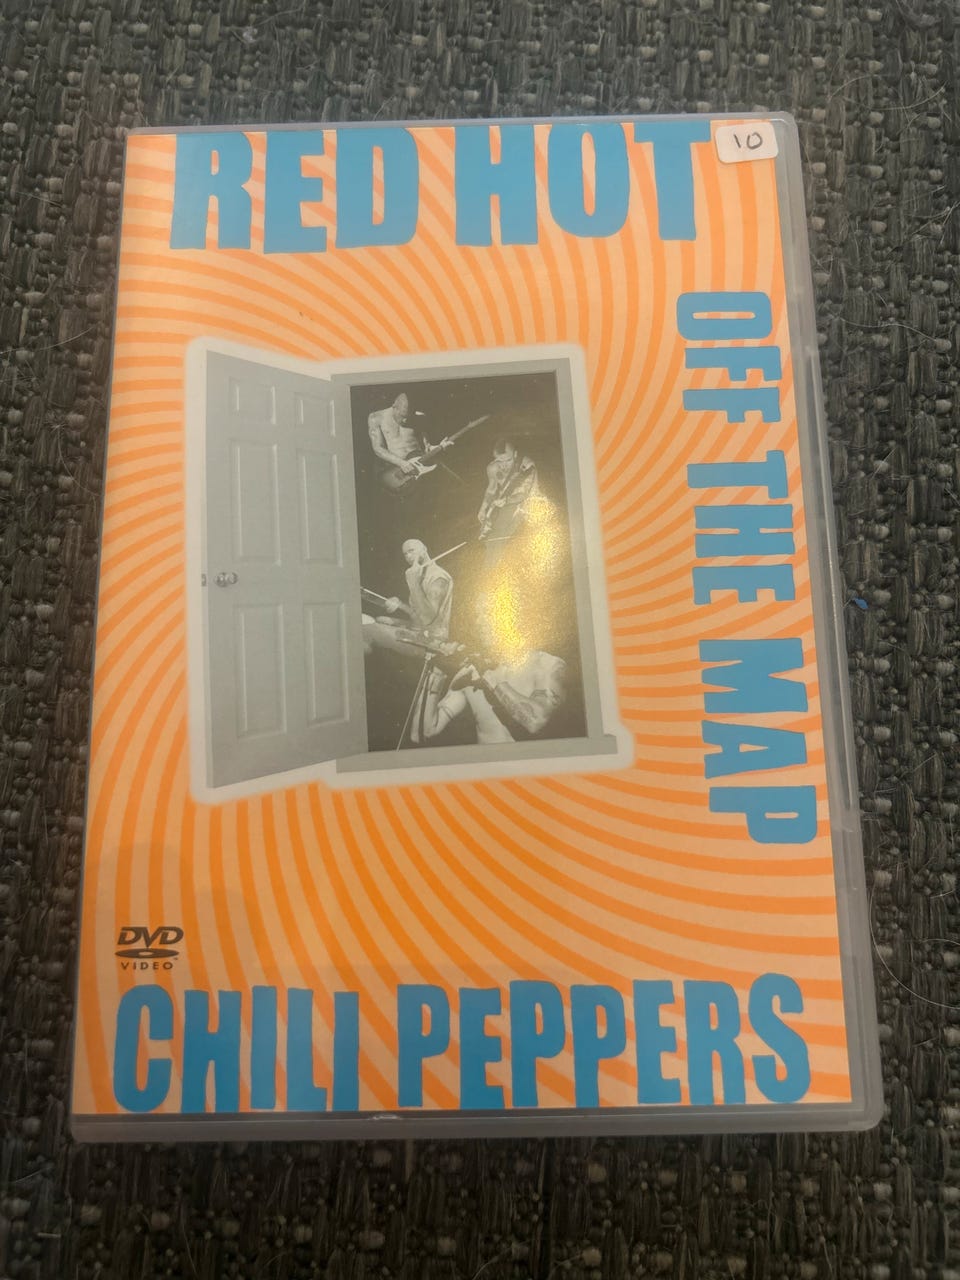 RED HOT
10
OFF THE MAP
DVD
VIDEO
CHILI PEPPERS